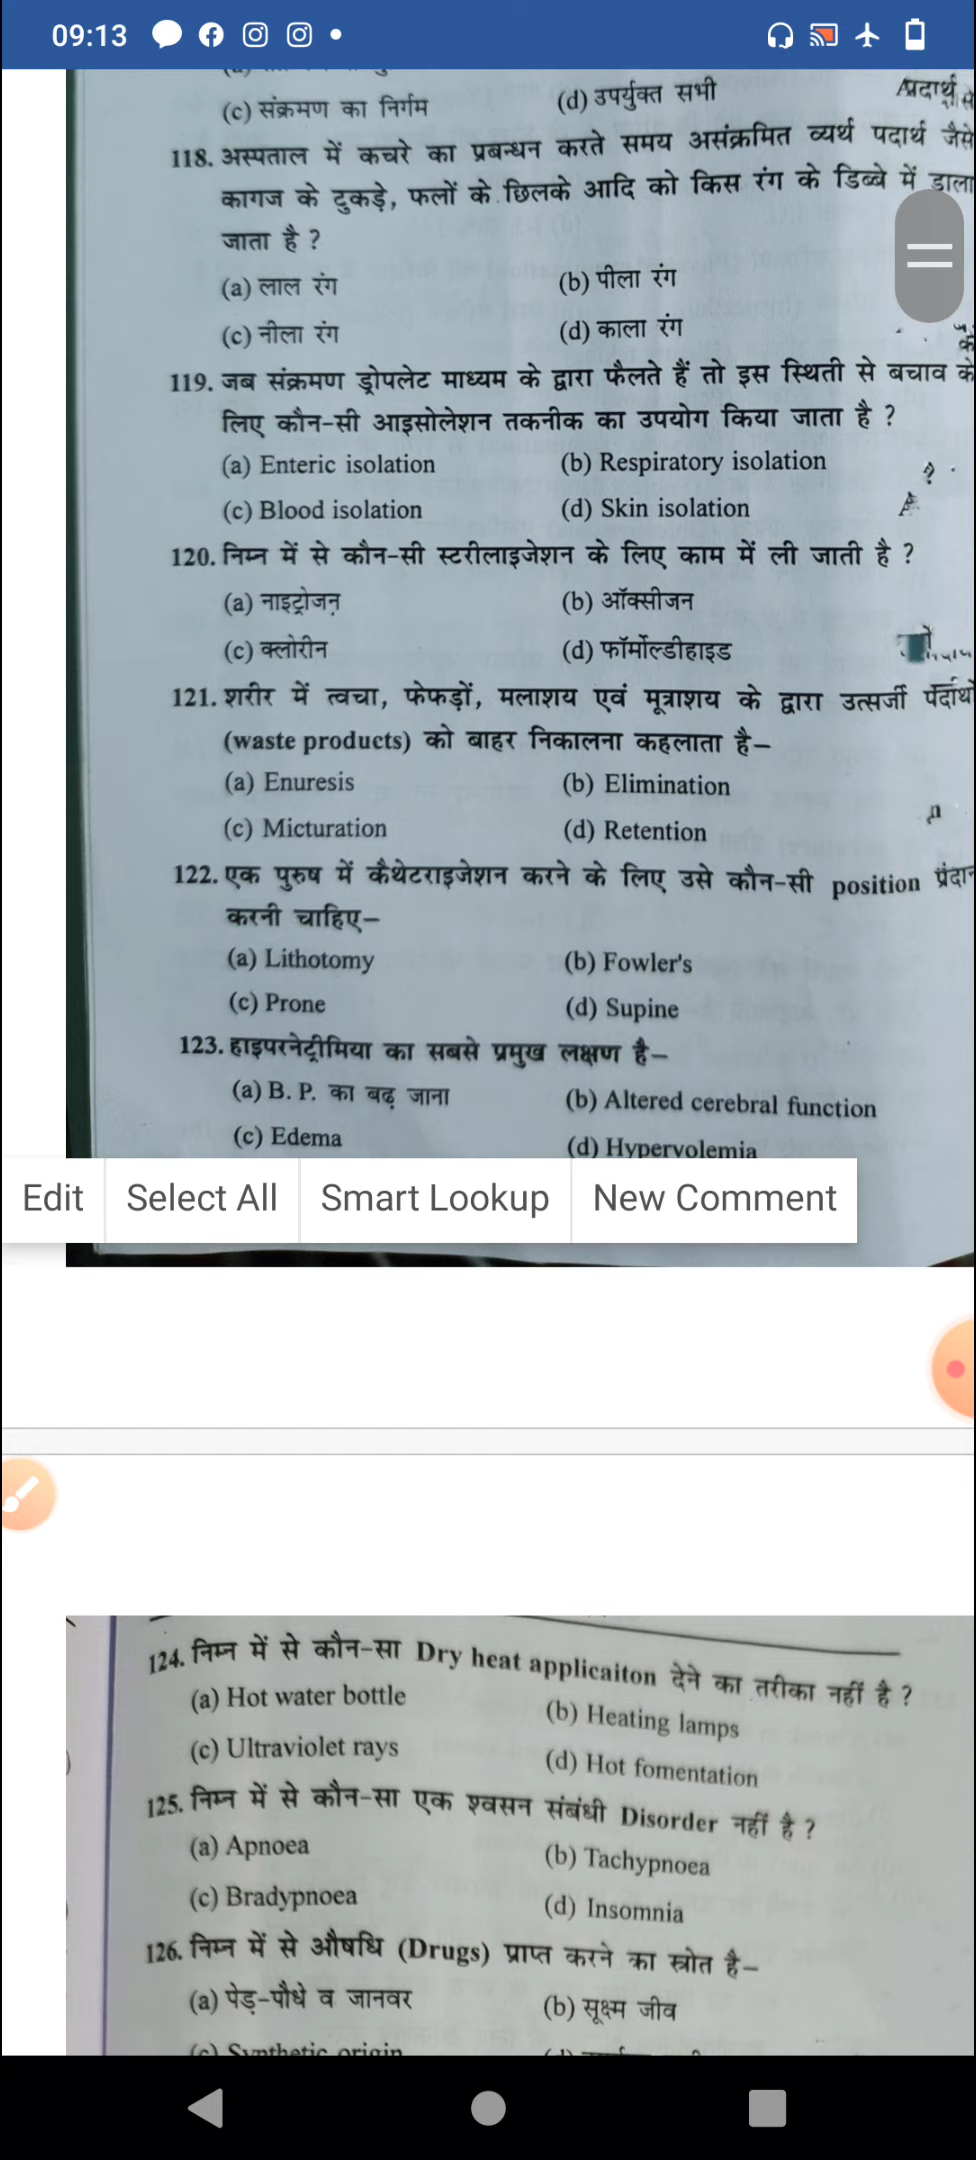 09:13
(c) संक्रमण का निर्गम (d) उपर्युक्त सभी
118. अस्पताल में कचरे का प्रबन्धन करते समय असंक्रमित व्यर्थ पदार्थ जैसे
कागज के टुकड़े, फलों के छिलके आदि को किस रंग के डिब्बे में डाला
जाता है ?
(a) लाल रंग (b) पीला रंग
(c) नीला रंग (d) काला रंग
119. जब संक्रमण ड्रोपलेट माध्यम के द्वारा फैलते हैं तो इस स्थिती से बचाव के
लिए कौन-सी आइसोलेशन तकनीक का उपयोग किया जाता है ?
(a) Enteric isolation (b) Respiratory isolation
(c) Blood isolation (d) Skin isolation
120. निम्न में से कौन-सी स्टरीलाइजेशन के लिए काम में ली जाती है ?
(a) नाइट्रोजन (b) ऑक्सीजन
(c) क्लोरीन (d) फॉर्मोल्डीहाइड
121. शरीर में त्वचा, फेफड़ों, मलाशय एवं मूत्राशय के द्वारा उत्सर्जी पदार्थो
(waste products) को बाहर निकालना कहलाता है–
(a) Enuresis (b) Elimination
(c) Micturation (d) Retention
122. एक पुरुष में कैथेटराइजेशन करने के लिए उसे कौन-सी position प्रदान
करनी चाहिए–
(a) Lithotomy (b) Fowler's
(c) Prone (d) Supine
123. हाइपरनेट्रीमिया का सबसे प्रमुख लक्षण है–
(a) B. P. का बढ़ जाना (b) Altered cerebral function
(c) Edema (d) Hypervolemia
Edit Select All Smart Lookup New Comment
124. निम्न में से कौन-सा Dry heat applicaiton देने का तरीका नहीं है ?
(a) Hot water bottle (b) Heating lamps
(c) Ultraviolet rays (d) Hot fomentation
125. निम्न में से कौन-सा एक श्वसन संबंधी Disorder नहीं है ?
(a) Apnoea (b) Tachypnoea
(c) Bradypnoea (d) Insomnia
126. निम्न में से औषधि (Drugs) प्राप्त करने का स्त्रोत है–
(a) पेड़-पौधे व जानवर (b) सूक्ष्म जीव
(c) Synthetic origin